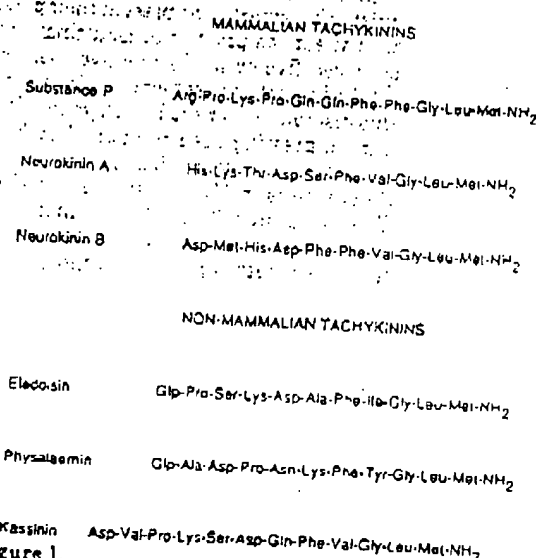 MAMMALIAN TACHYKININS
Substance P Arg-Pro-Lys-Pro-Gln-Gln-Phe-Phe-Gly-Leu-Met-NH2
Neurokinin A His-Lys-Thr-Asp-Ser-Phe-Val-Gly-Leu-Met-NH2
Neurokinin B Asp-Met-His-Asp-Phe-Phe-Val-Gly-Leu-Met-NH2
NON-MAMMALIAN TACHYKININS
Eledoisin Glp-Pro-Ser-Lys-Asp-Ala-Phe-Ile-Gly-Leu-Met-NH2
Physalaemin Glp-Ala-Asp-Pro-Asn-Lys-Phe-Tyr-Gly-Leu-Met-NH2
Kassinin Asp-Val-Pro-Lys-Ser-Asp-Gln-Phe-Val-Gly-Leu-Met-NH2
gure 1